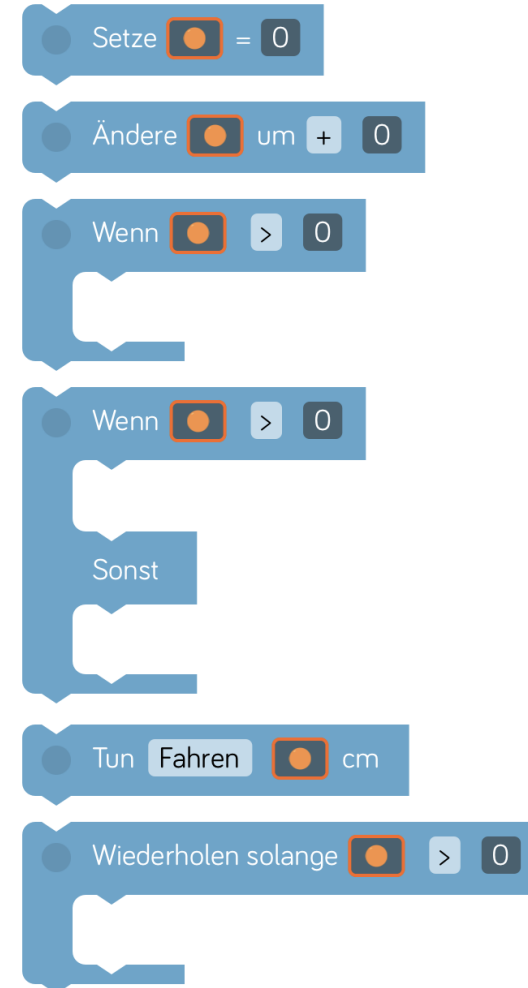 Setze = 0
Ändere um + 0
Wenn > 0
Wenn > 0
Sonst
Tun Fahren cm
Wiederholen solange > 0